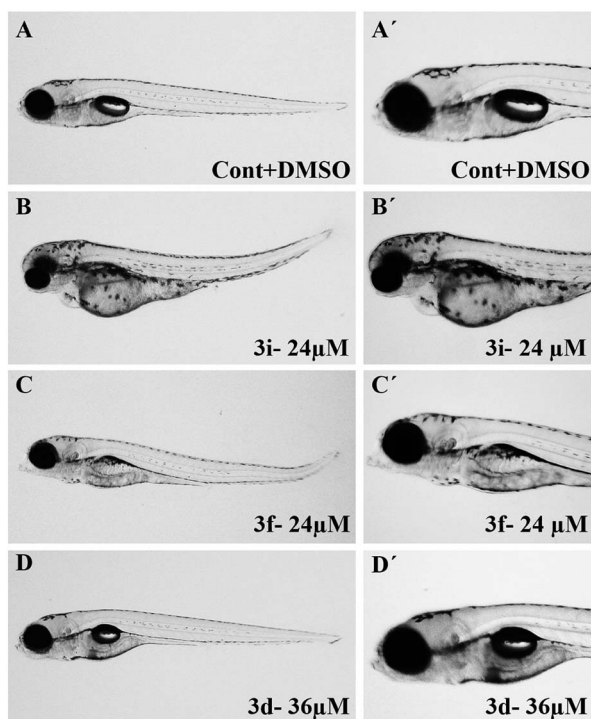 A
Cont+DMSO
A´
Cont+DMSO
B
3i- 24µM
B´
3i- 24 µM
C
3f- 24µM
C´
3f- 24 µM
D
3d- 36µM
D´
3d- 36µM